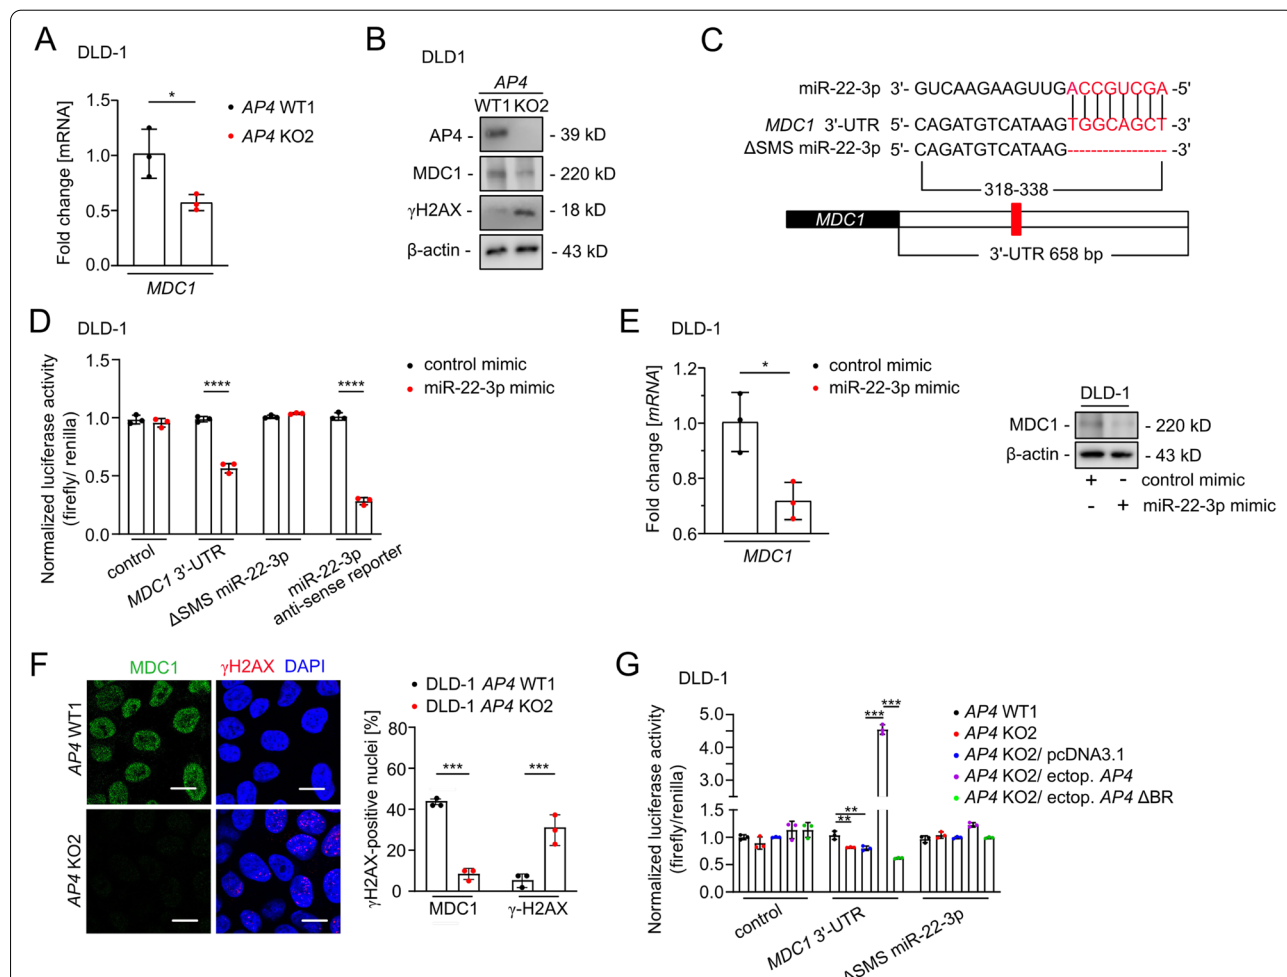 A
DLD-1
Fold change [mRNA]
1.5
1.0
0.5
0.0
*
AP4 WT1
AP4 KO2
MDC1
B
DLD1
AP4
WT1 KO2
AP4 - - 39 kD
MDC1 - - 220 kD
γH2AX - - 18 kD
β-actin - - 43 kD
C
miR-22-3p 3'- GUCAAGAAGUUGACCGUCGA -5'
MDC1 3'-UTR 5'- CAGATGTCATAAGTGGCAGCT -3'
ΔSMS miR-22-3p 5'- CAGATGTCATAAG---------------- -3'
318-338
MDC1
3'-UTR 658 bp
D
DLD-1
Normalized luciferase activity
(firefly/ renilla)
1.5
1.0
0.5
0.0
****
****
control mimic
miR-22-3p mimic
control
MDC1 3'-UTR
ΔSMS miR-22-3p
miR-22-3p
anti-sense reporter
E
DLD-1
Fold change [mRNA]
1.2
1.0
0.8
0.6
*
control mimic
miR-22-3p mimic
MDC1
DLD-1
MDC1 - - 220 kD
β-actin - - 43 kD
+ - control mimic
- + miR-22-3p mimic
F
MDC1 γH2AX DAPI
AP4 WT1
AP4 KO2
DLD-1 AP4 WT1
DLD-1 AP4 KO2
γH2AX-positive nuclei [%]
80
60
40
20
0
***
***
MDC1
γ-H2AX
G
DLD-1
Normalized luciferase activity
(firefly/renilla)
5.0
4.5
4.0
3.5
3.0
1.5
1.0
0.5
0.0
**
**
***
***
AP4 WT1
AP4 KO2
AP4 KO2/ pcDNA3.1
AP4 KO2/ ectop. AP4
AP4 KO2/ ectop. AP4 ΔBR
control
MDC1 3'-UTR
ΔSMS miR-22-3p